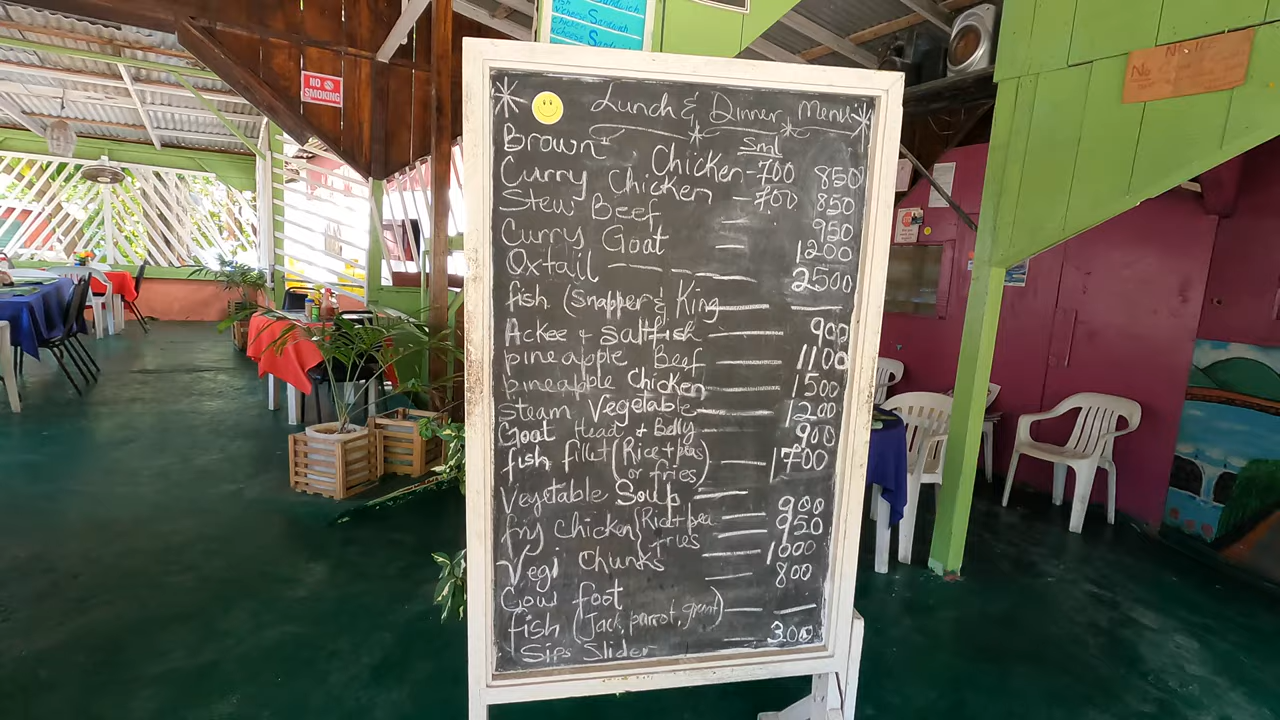 Sandwich
S
Sandwich
Sandwich
NO
SMOKING
Lunch & Dinner Menu
sml
Brown Chicken - 700 850
Curry Chicken - 700 850
Stew Beef — 950
Curry Goat — 1200
Oxtail — 2500
fish (snapper & King —
Ackee & Saltfish — 900
pineapple Beef — 1100
pineapple Chicken — 1500
steam Vegetable — 1200
Goat Head & Belly — 900
fish fillet (Rice + peas or fries) — 1700
Vegetable Soup — 900
fry Chicken (Rice + pea fries — 950
Vegi Chunks — 1000
Cow foot — 800
fish (Jack, parrot, grunt) — —
Sips Slider — 300